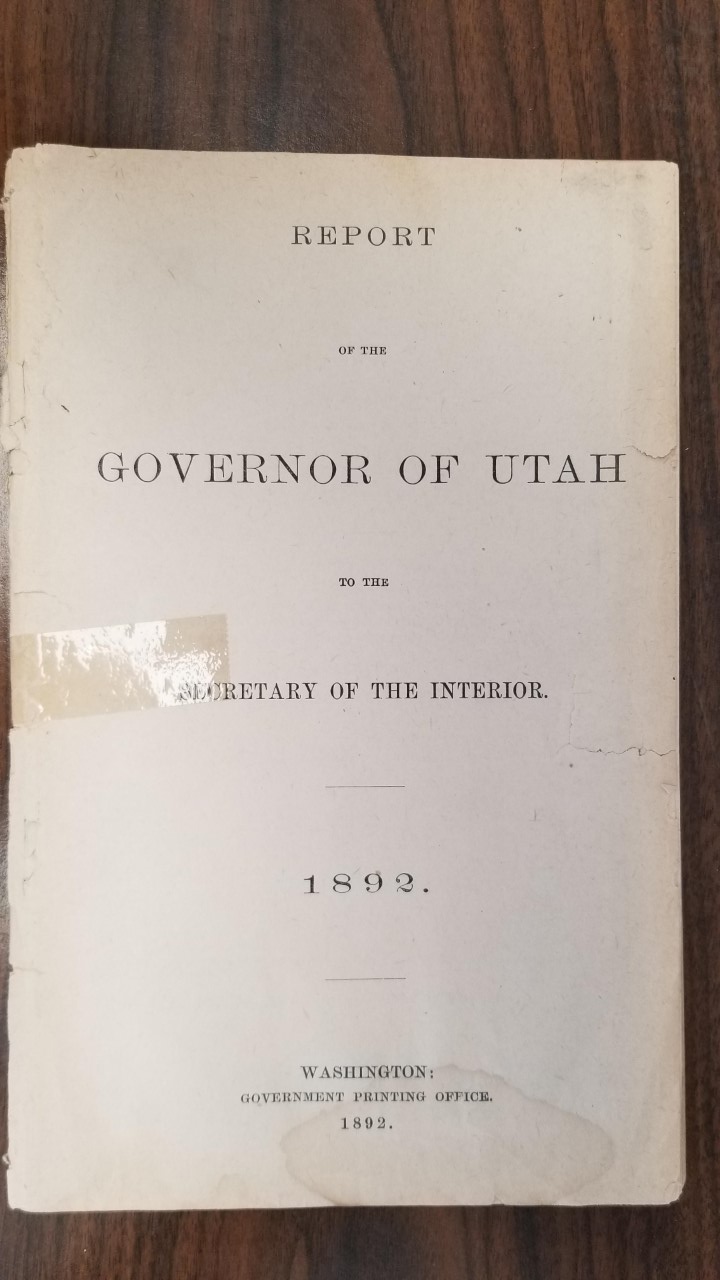 REPORT
OF THE
GOVERNOR OF UTAH
TO THE
SECRETARY OF THE INTERIOR.
1892.
WASHINGTON:
GOVERNMENT PRINTING OFFICE.
1892.